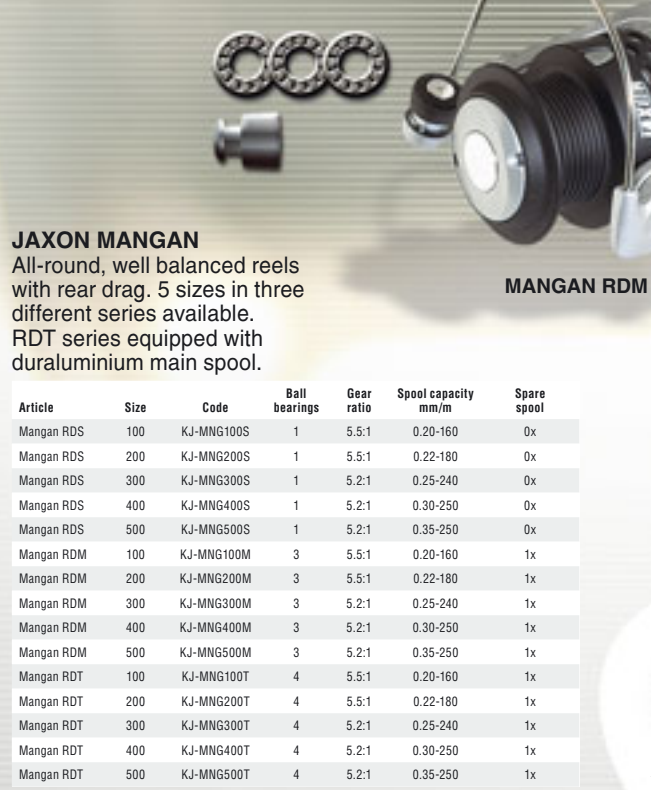 JAXON MANGAN
All-round, well balanced reels
with rear drag. 5 sizes in three
different series available.
RDT series equipped with
duraluminium main spool.
MANGAN RDM
Article Size Code Ball bearings Gear ratio Spool capacity mm/m Spare spool
Mangan RDS 100 KJ-MNG100S 1 5.5:1 0.20-160 0x
Mangan RDS 200 KJ-MNG200S 1 5.5:1 0.22-180 0x
Mangan RDS 300 KJ-MNG300S 1 5.2:1 0.25-240 0x
Mangan RDS 400 KJ-MNG400S 1 5.2:1 0.30-250 0x
Mangan RDS 500 KJ-MNG500S 1 5.2:1 0.35-250 0x
Mangan RDM 100 KJ-MNG100M 3 5.5:1 0.20-160 1x
Mangan RDM 200 KJ-MNG200M 3 5.5:1 0.22-180 1x
Mangan RDM 300 KJ-MNG300M 3 5.2:1 0.25-240 1x
Mangan RDM 400 KJ-MNG400M 3 5.2:1 0.30-250 1x
Mangan RDM 500 KJ-MNG500M 3 5.2:1 0.35-250 1x
Mangan RDT 100 KJ-MNG100T 4 5.5:1 0.20-160 1x
Mangan RDT 200 KJ-MNG200T 4 5.5:1 0.22-180 1x
Mangan RDT 300 KJ-MNG300T 4 5.2:1 0.25-240 1x
Mangan RDT 400 KJ-MNG400T 4 5.2:1 0.30-250 1x
Mangan RDT 500 KJ-MNG500T 4 5.2:1 0.35-250 1x